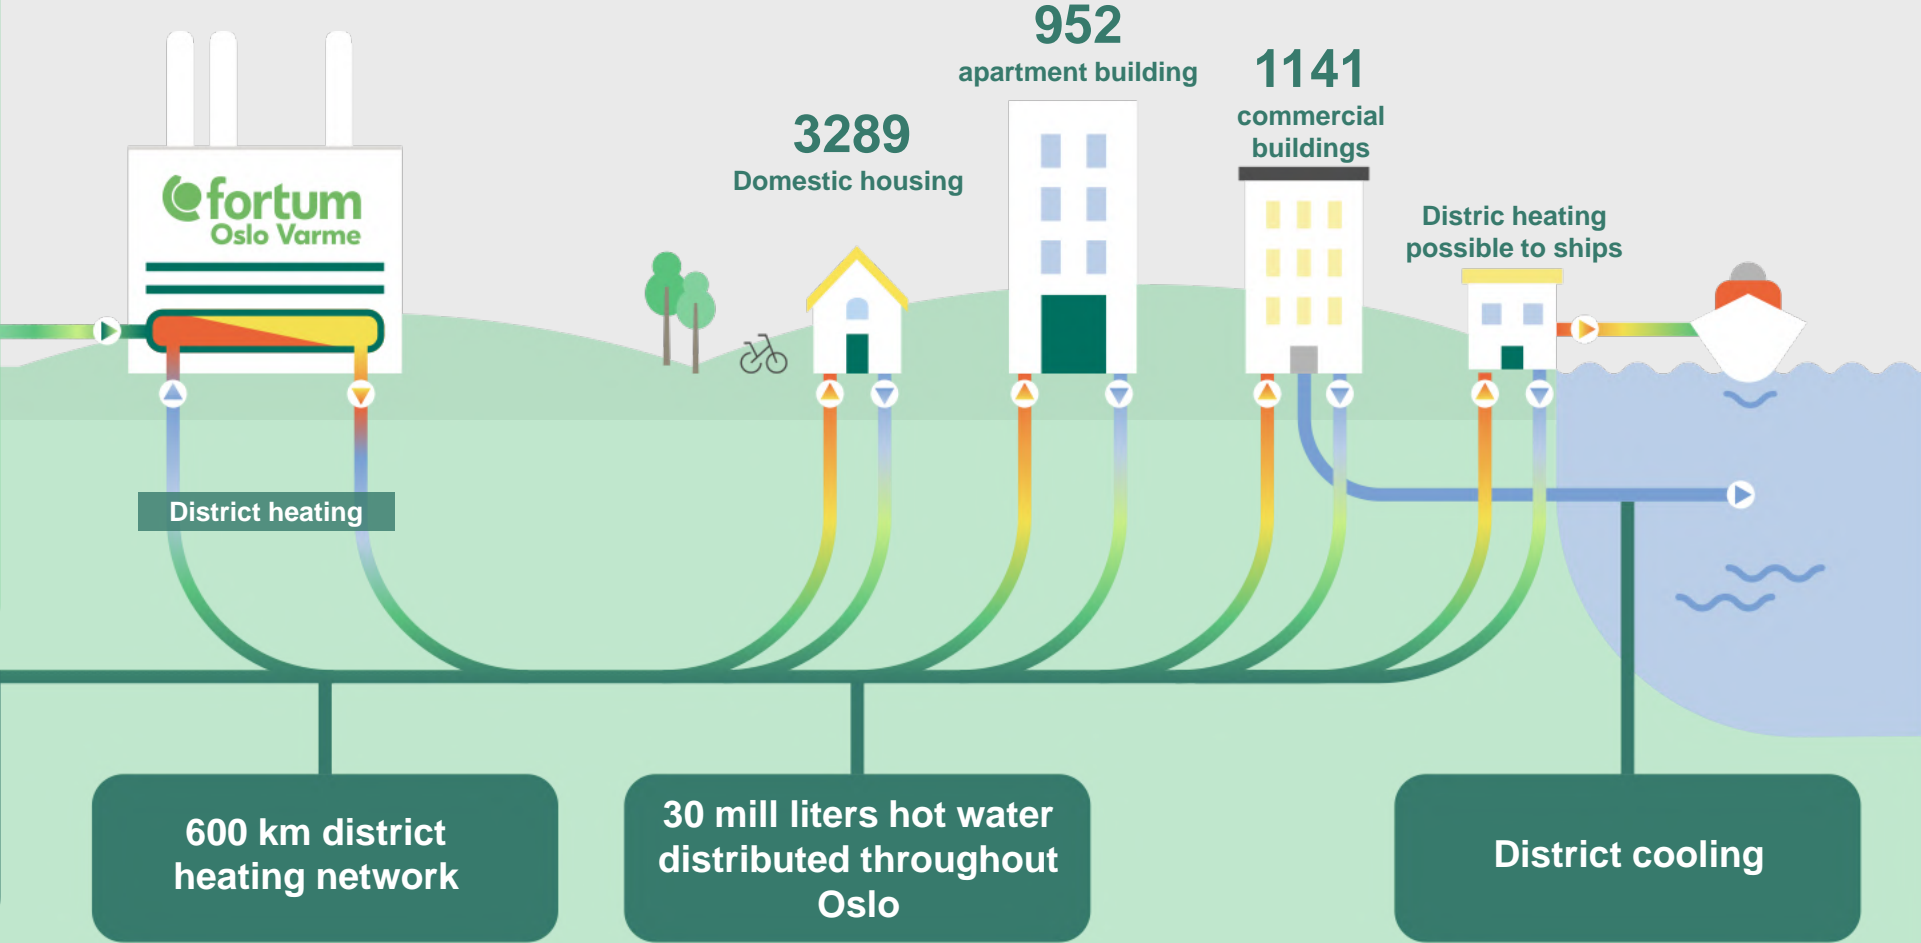 952
apartment building
1141
commercial
buildings
3289
Domestic housing
fortum
Oslo Varme
Distric heating
possible to ships
District heating
600 km district
heating network
30 mill liters hot water
distributed throughout
Oslo
District cooling